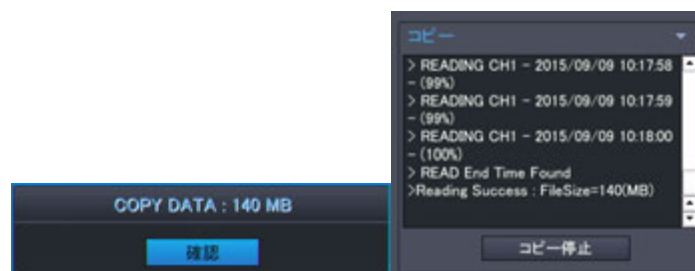 COPY DATA : 140 MB
確認
コピー
> READING CH1 - 2015/09/09 10:17:58
- (99%)
> READING CH1 - 2015/09/09 10:17:59
- (99%)
> READING CH1 - 2015/09/09 10:18:00
- (100%)
> READ End Time Found
>Reading Success : FileSize=140(MB)
コピー停止